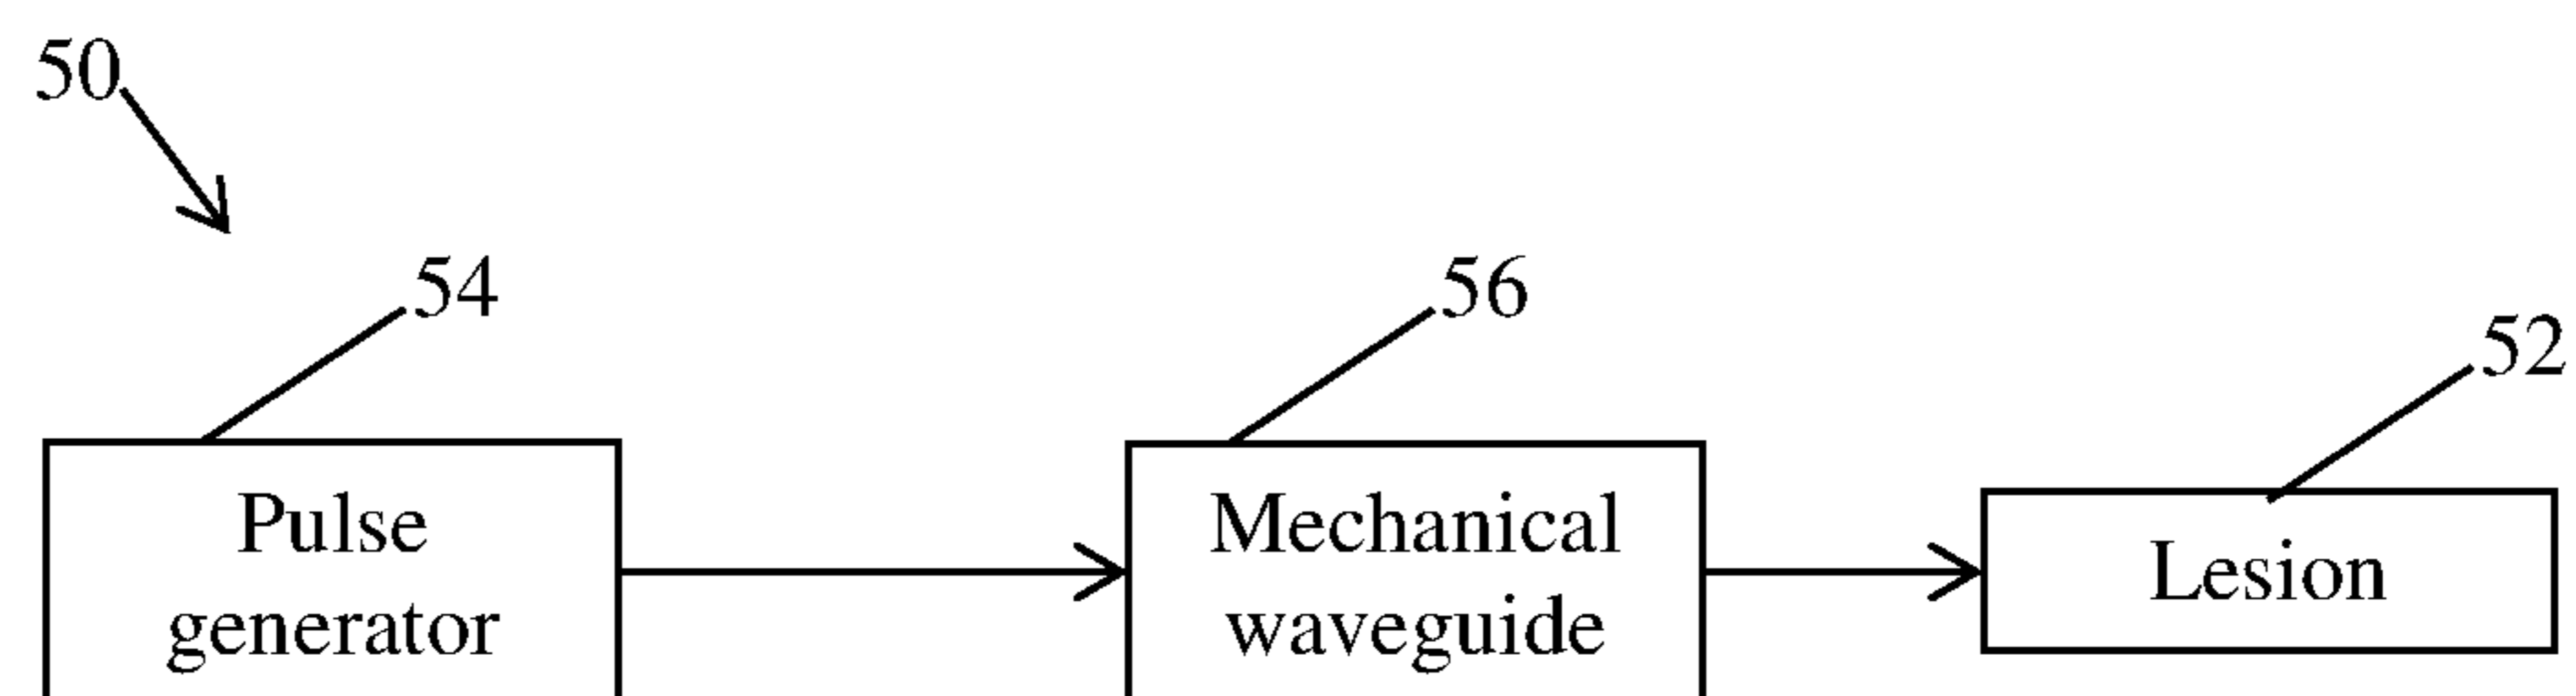 50
54
56
52
Pulse
generator
Mechanical
waveguide
Lesion